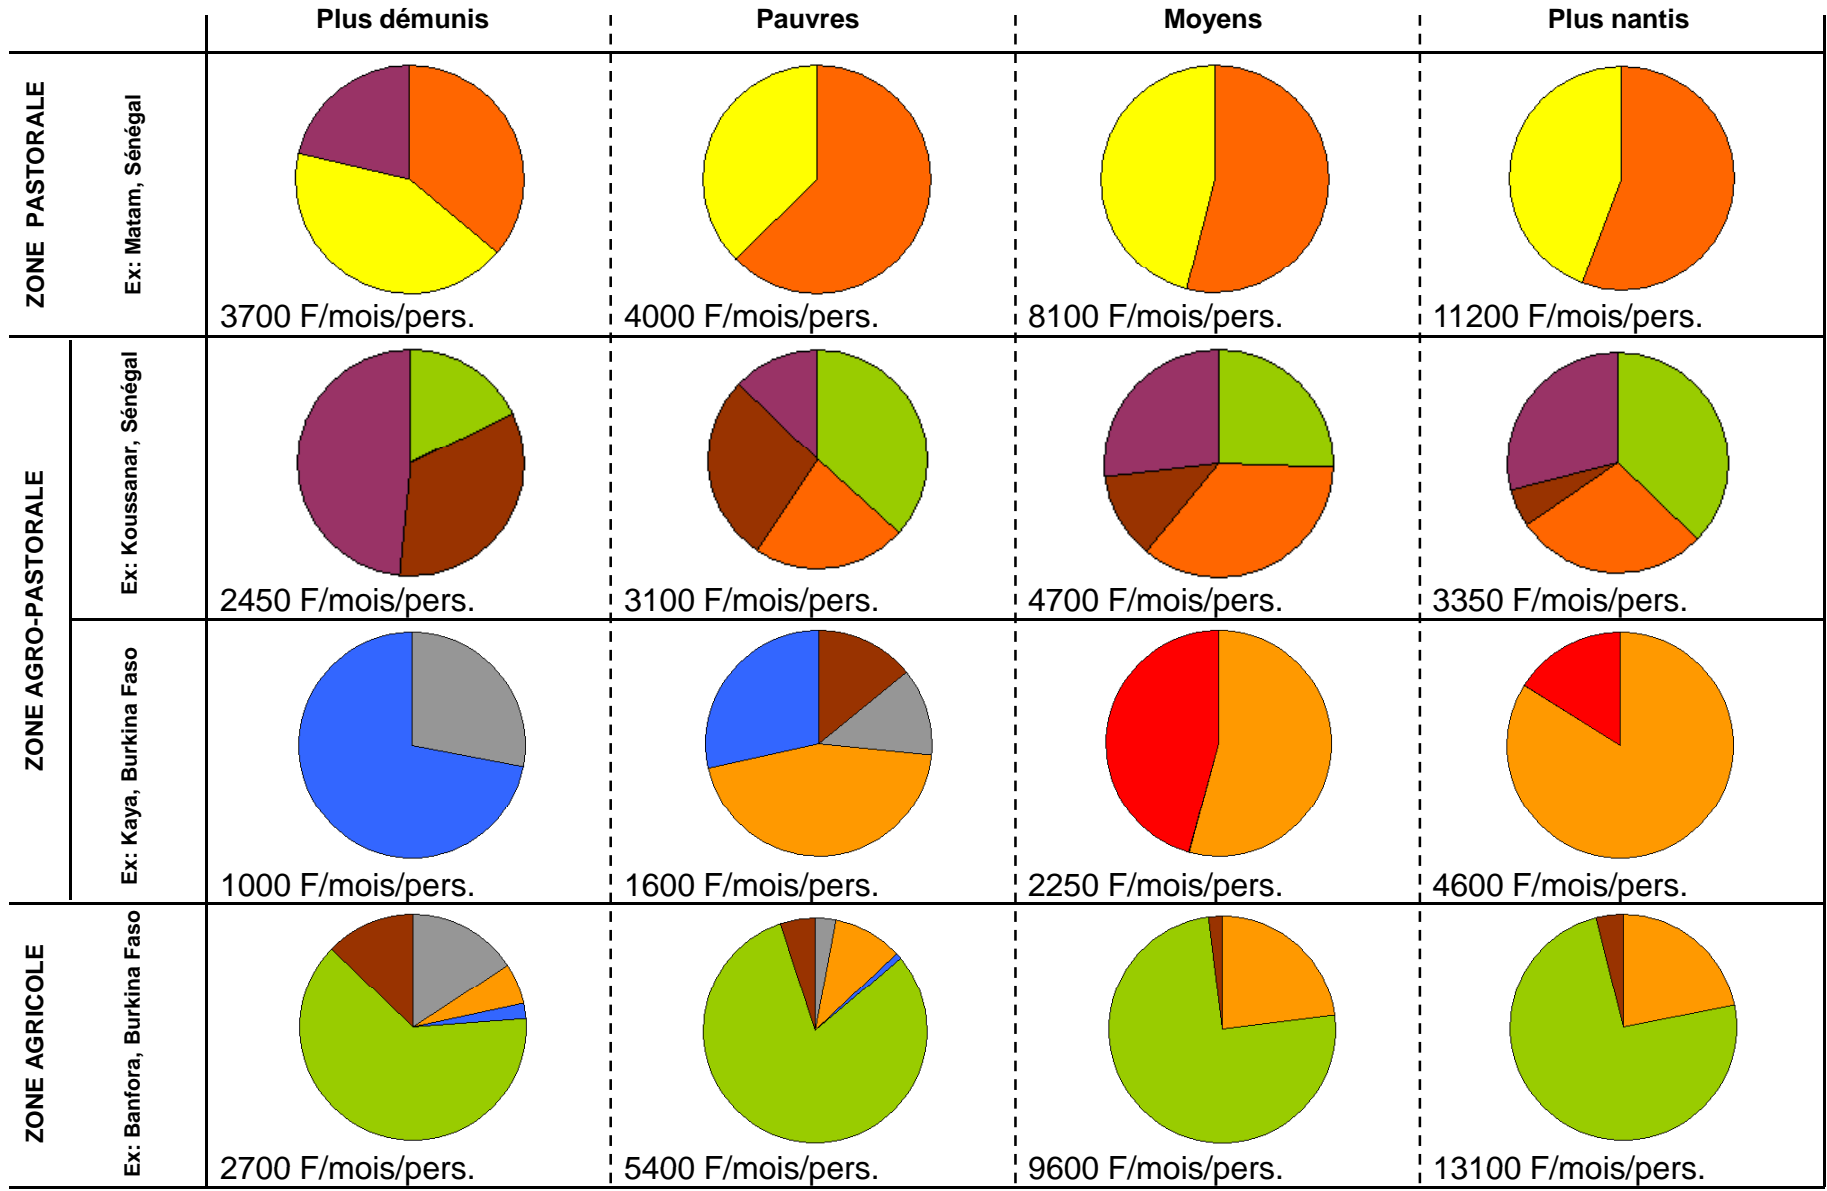 Plus démunis
Pauvres
Moyens
Plus nantis
ZONE PASTORALE
Ex: Matam, Sénégal
3700 F/mois/pers.
4000 F/mois/pers.
8100 F/mois/pers.
11200 F/mois/pers.
ZONE AGRO-PASTORALE
Ex: Koussanar, Sénégal
2450 F/mois/pers.
3100 F/mois/pers.
4700 F/mois/pers.
3350 F/mois/pers.
Ex: Kaya, Burkina Faso
1000 F/mois/pers.
1600 F/mois/pers.
2250 F/mois/pers.
4600 F/mois/pers.
ZONE AGRICOLE
Ex: Banfora, Burkina Faso
2700 F/mois/pers.
5400 F/mois/pers.
9600 F/mois/pers.
13100 F/mois/pers.